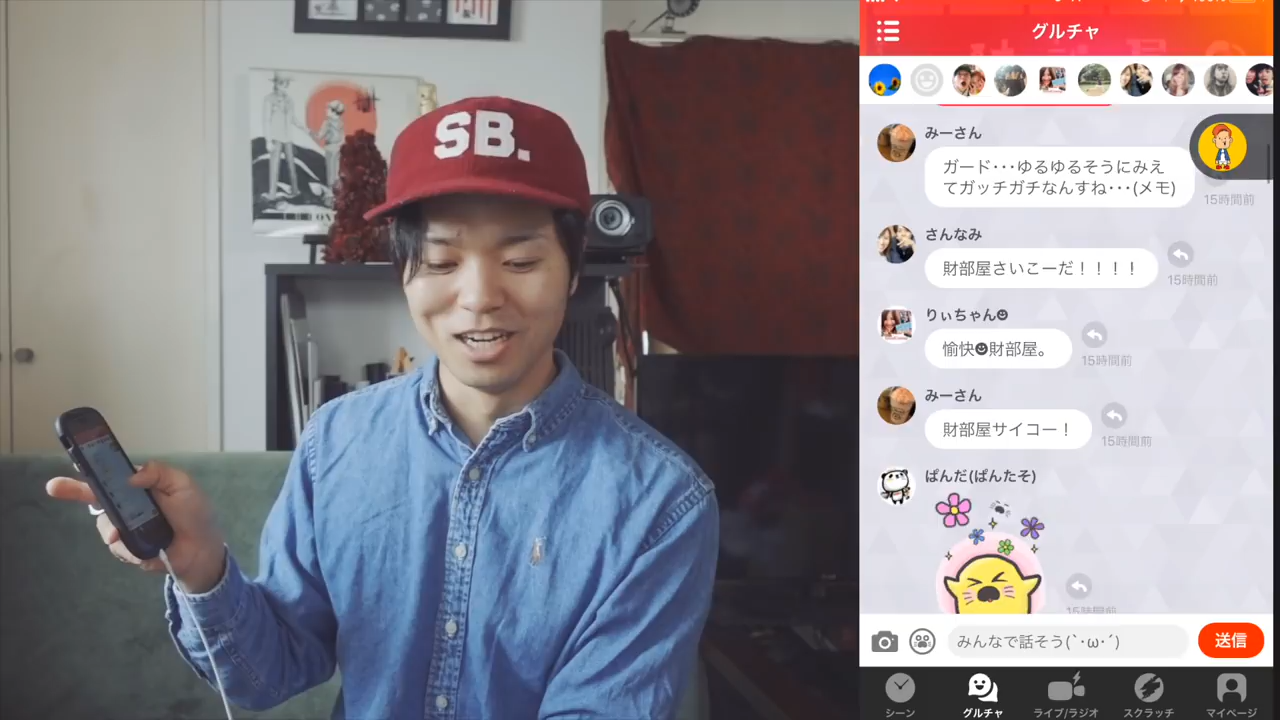 SB.
グルチャ
みーさん
ガード･･･ゆるゆるそうにみえ
てガッチガチなんすね･･･(メモ)
15時間前
さんなみ
財部屋さいこーだ！！！！
15時間前
りぃちゃん☻
愉快☻財部屋。
15時間前
みーさん
財部屋サイコー！
15時間前
ぱんだ(ぱんたそ)
15時間前
みんなで話そう(`･ω･´)
送信
シーン
グルチャ
ライブ/ラジオ
スクラッチ
マイページ